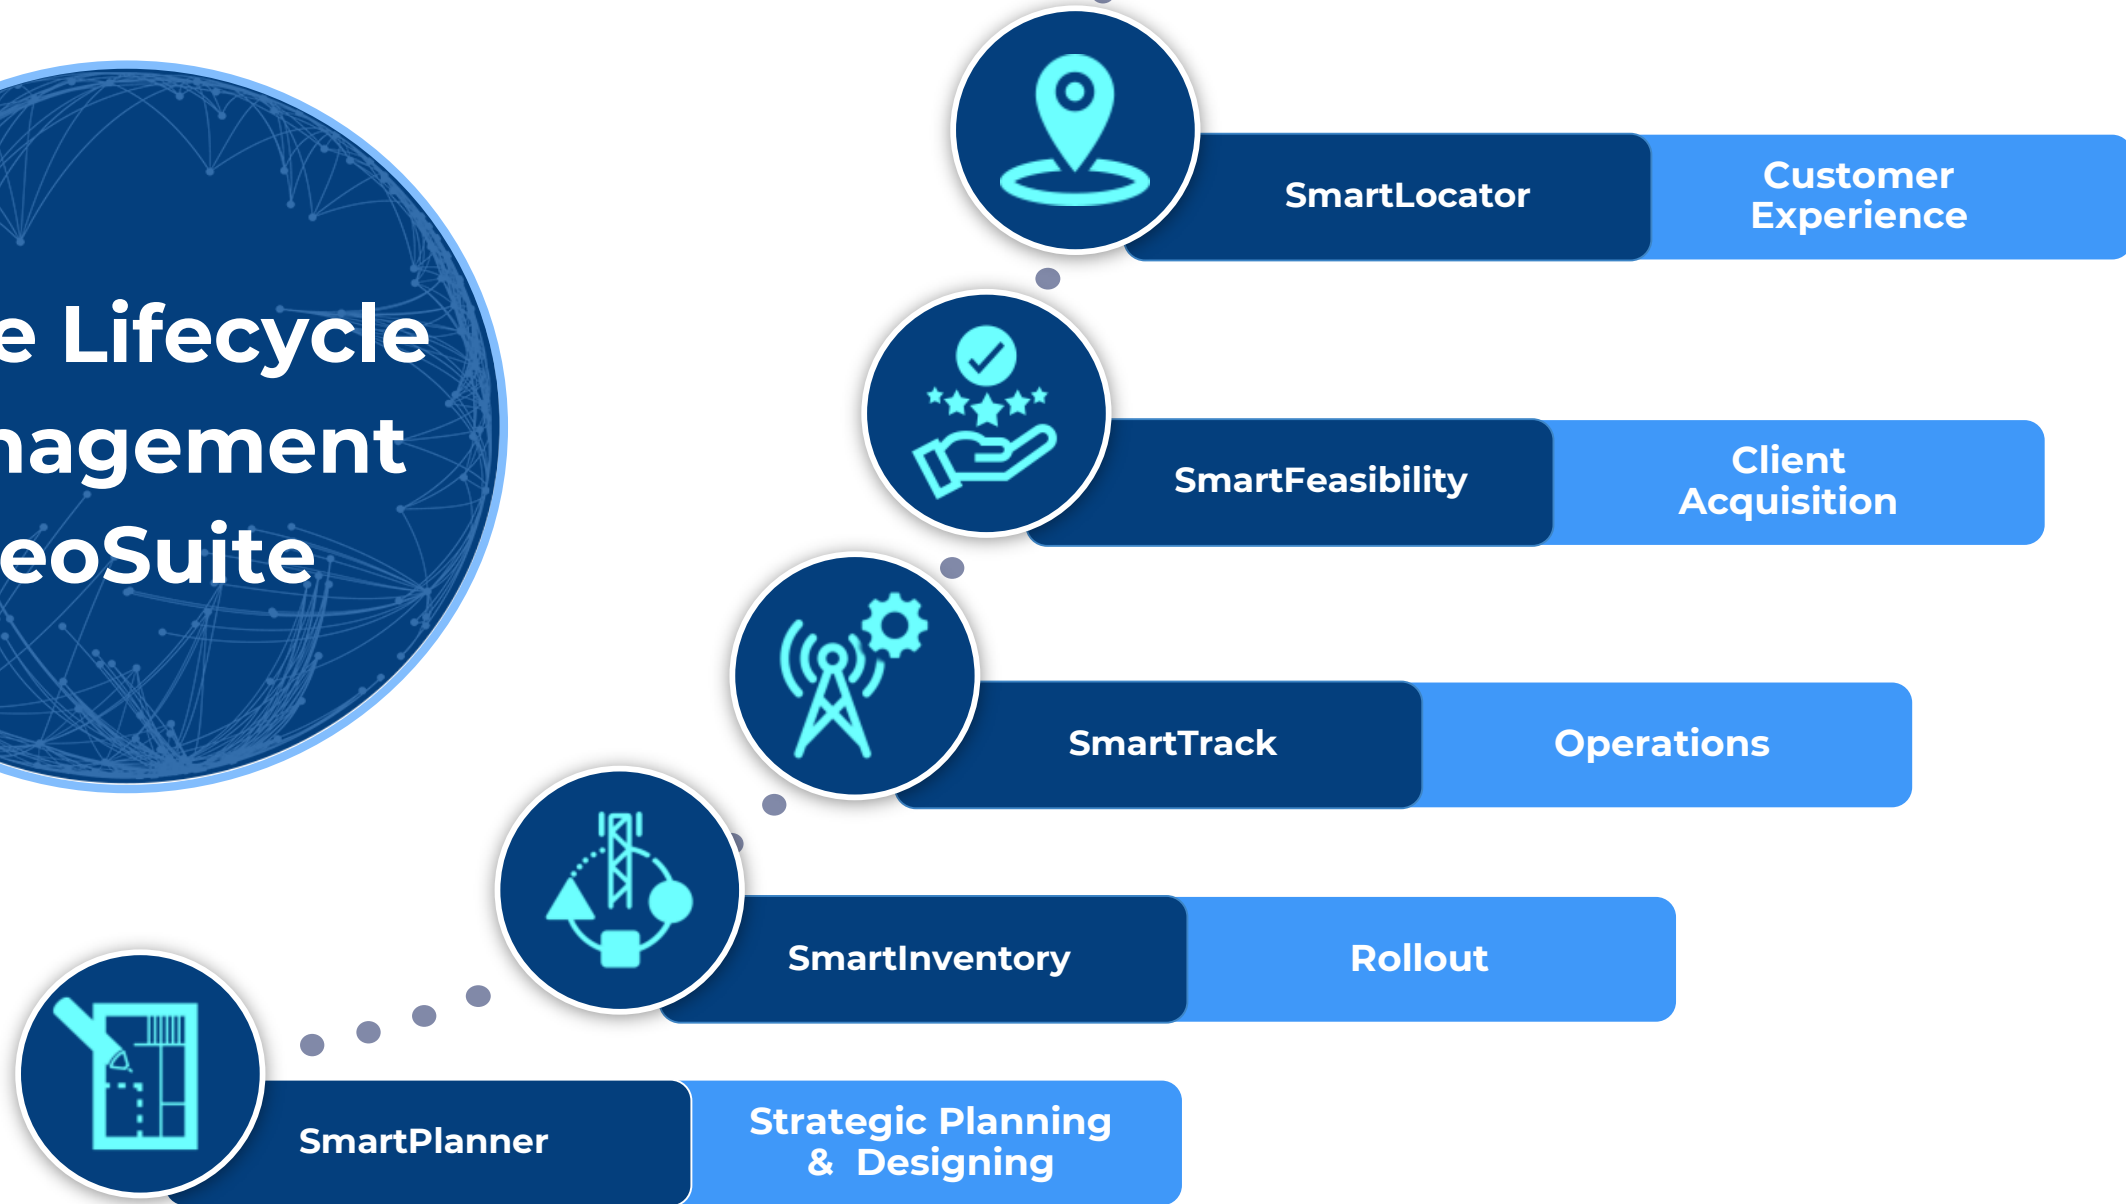 e Lifecycle
nagement
eoSuite
SmartLocator
Customer
Experience
SmartFeasibility
Client
Acquisition
SmartTrack
Operations
SmartInventory
Rollout
SmartPlanner
Strategic Planning
& Designing